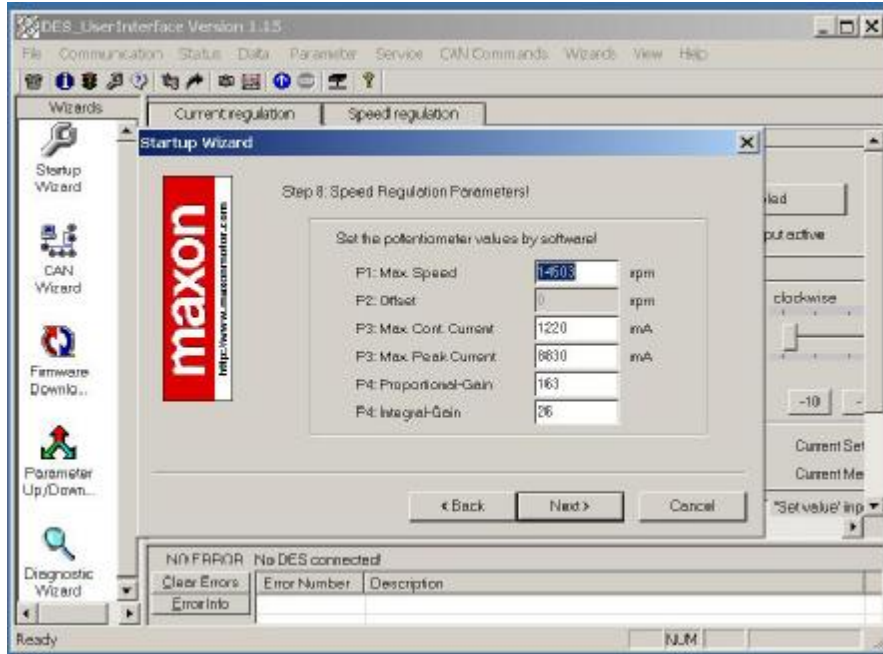 DES_UserInterface Version 1.15
File Communication Status Data Parameter Service CAN Commands Wizards View Help
Wizards
Current regulation
Speed regulation
Startup Wizard
Startup
Wizard
CAN
Wizard
Firmware
Downlo...
Parameter
Up/Down...
Diagnostic
Wizard
maxon
http://www.maxonmotor.com
Step 8: Speed Regulation Parameters!
Set the potentiometer values by software!
P1: Max. Speed 14503 rpm
P2: Offset 0 rpm
P3: Max. Cont. Current 1220 mA
P3: Max. Peak Current 8830 mA
P4: Proportional-Gain 163
P4: Integral-Gain 26
< Back
Next >
Cancel
put active
clockwise
-10
Current Set
Current Me
"Set value' inp
NO ERROR No DES connected!
Clear Errors
Error Info
Error Number
Description
Ready
NUM